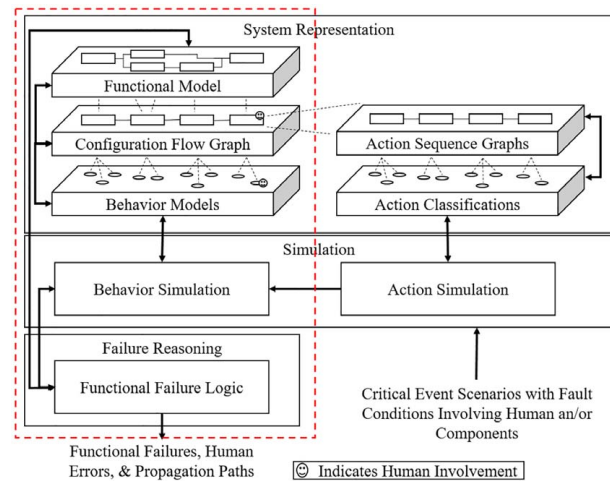 System Representation
Functional Model
Configuration Flow Graph
Action Sequence Graphs
Behavior Models
Action Classifications
Simulation
Behavior Simulation
Action Simulation
Failure Reasoning
Functional Failure Logic
Critical Event Scenarios with Fault
Conditions Involving Human an/or
Components
Functional Failures, Human
Errors, & Propagation Paths
Indicates Human Involvement